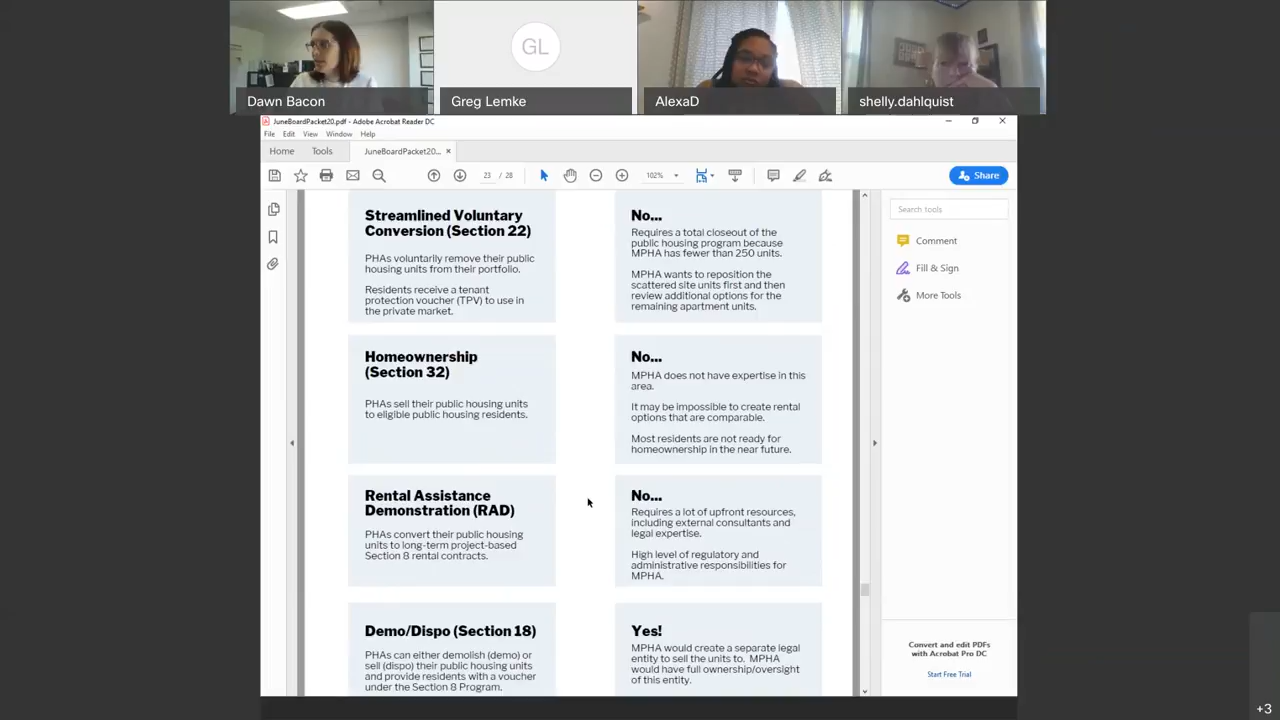 GL
Dawn Bacon
Greg Lemke
AlexaD
shelly.dahlquist
JuneBoardPacket20.pdf - Adobe Acrobat Reader DC
File Edit View Window Help
Home
Tools
JuneBoardPacket20...
23 / 28
102%
Share
Streamlined Voluntary
Conversion (Section 22)
PHAs voluntarily remove their public
housing units from their portfolio.
Residents receive a tenant
protection voucher (TPV) to use in
the private market.
No...
Requires a total closeout of the
public housing program because
MPHA has fewer than 250 units.
MPHA wants to reposition the
scattered site units first and then
review additional options for the
remaining apartment units.
Homeownership
(Section 32)
PHAs sell their public housing units
to eligible public housing residents.
No...
MPHA does not have expertise in this
area.
It may be impossible to create rental
options that are comparable.
Most residents are not ready for
homeownership in the near future.
Rental Assistance
Demonstration (RAD)
PHAs convert their public housing
units to long-term project-based
Section 8 rental contracts.
No...
Requires a lot of upfront resources,
including external consultants and
legal expertise.
High level of regulatory and
administrative responsibilities for
MPHA.
Demo/Dispo (Section 18)
PHAs can either demolish (demo) or
sell (dispo) their public housing units
and provide residents with a voucher
under the Section 8 Program.
Yes!
MPHA would create a separate legal
entity to sell the units to. MPHA
would have full ownership/oversight
of this entity.
Search tools
Comment
Fill & Sign
More Tools
Convert and edit PDFs
with Acrobat Pro DC
Start Free Trial
+3